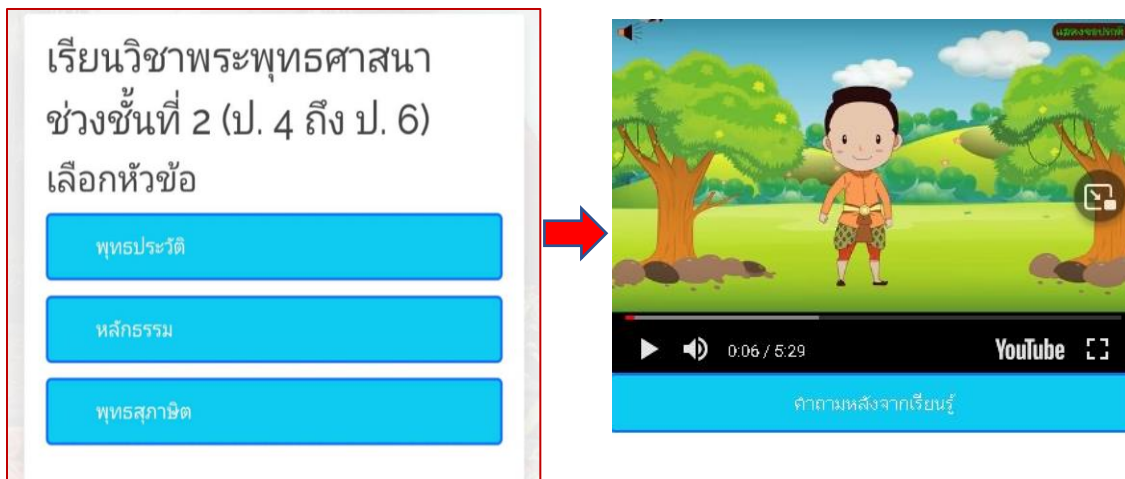 เรียนวิชาพระพุทธศาสนา
ช่วงชั้นที่ 2 (ป. 4 ถึง ป. 6)
เลือกหัวข้อ
พุทธประวัติ
หลักธรรม
พุทธสุภาษิต
0:06 / 5:29
YouTube
คำถามหลังจากเรียนรู้